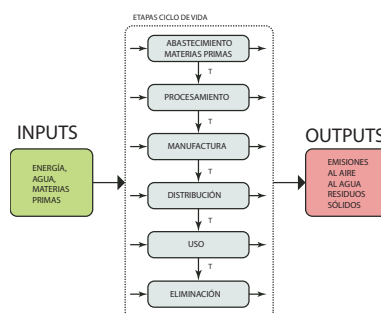 ETAPAS CICLO DE VIDA
ABASTECIMIENTO
MATERIAS PRIMAS
T
PROCESAMIENTO
T
MANUFACTURA
T
DISTRIBUCIÓN
T
USO
T
ELIMINACIÓN
INPUTS
ENERGÍA,
AGUA,
MATERIAS
PRIMAS
OUTPUTS
EMISIONES
AL AIRE
AL AGUA
RESIDUOS
SÓLIDOS